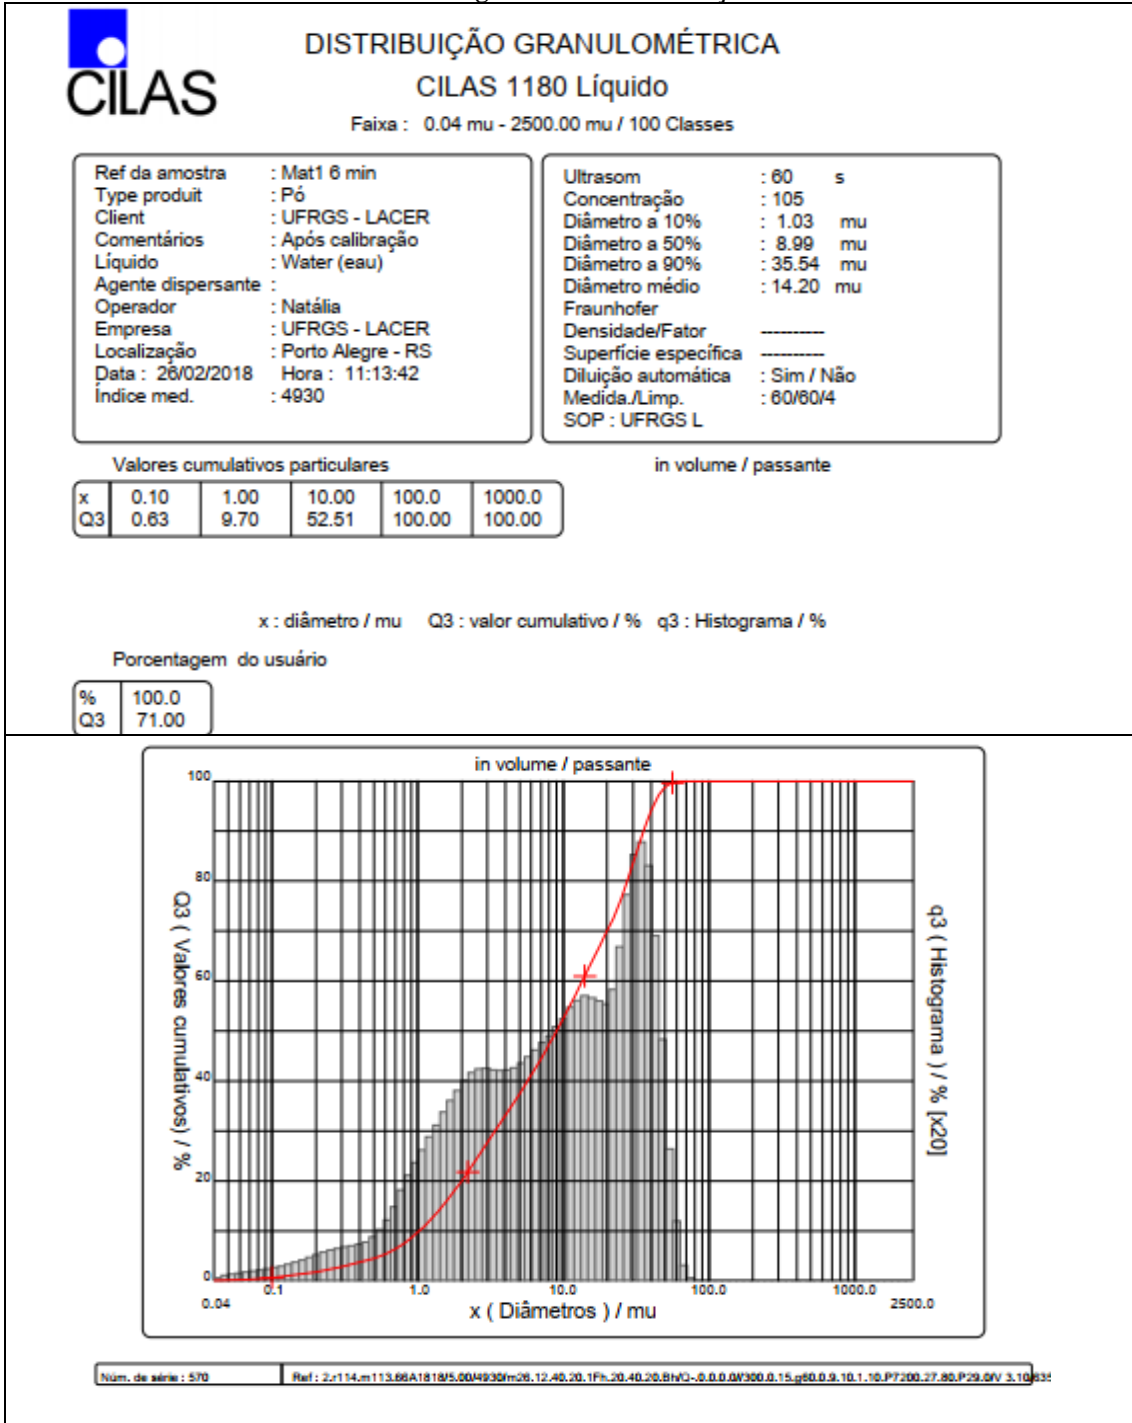 CILAS
DISTRIBUIÇÃO GRANULOMÉTRICA
CILAS 1180 Líquido
Faixa : 0.04 mu - 2500.00 mu / 100 Classes
Ref da amostra : Mat1 6 min
Type produit : Pó
Client : UFRGS - LACER
Comentários : Após calibração
Líquido : Water (eau)
Agente dispersante :
Operador : Natália
Empresa : UFRGS - LACER
Localização : Porto Alegre - RS
Data : 26/02/2018 Hora : 11:13:42
Índice med. : 4930
Ultrasom : 60 s
Concentração : 105
Diâmetro a 10% : 1.03 mu
Diâmetro a 50% : 8.99 mu
Diâmetro a 90% : 35.54 mu
Diâmetro médio : 14.20 mu
Fraunhofer
Densidade/Fator ----------
Superfície específica ----------
Diluição automática : Sim / Não
Medida./Limp. : 60/60/4
SOP : UFRGS L
Valores cumulativos particulares
in volume / passante
x 0.10 1.00 10.00 100.0 1000.0
Q3 0.63 9.70 52.51 100.00 100.00
x : diâmetro / mu Q3 : valor cumulativo / % q3 : Histograma / %
Porcentagem do usuário
% 100.0
Q3 71.00
in volume / passante
100
80
60
40
20
0
Q3 ( Valores cumulativos) / %
q3 ( Histograma ) / % [x20]
0.04 0.1 1.0 10.0 100.0 1000.0 2500.0
x ( Diâmetros ) / mu
Núm. de série : 570